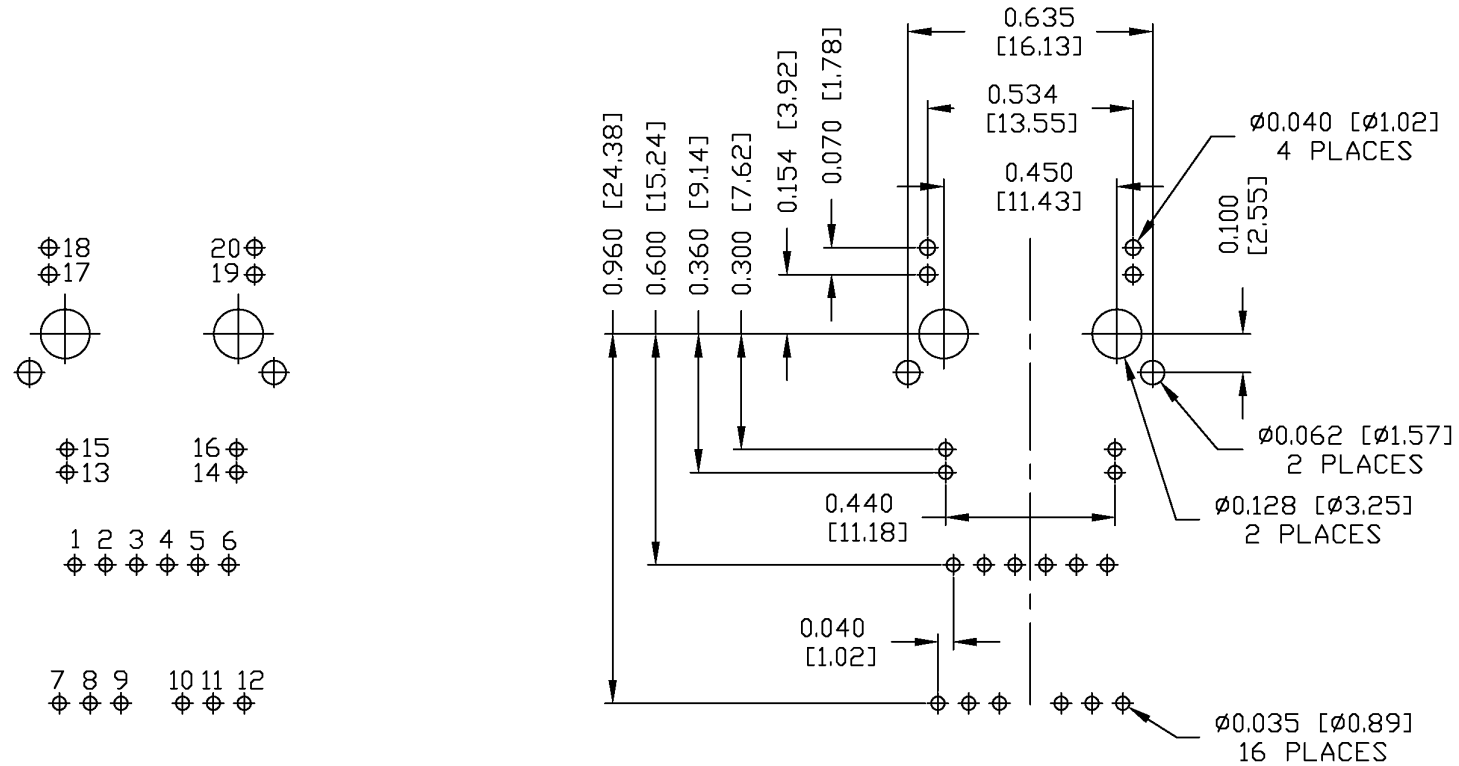 18
20
17
19
15
16
13
14
1 2 3 4 5 6
7 8 9 10 11 12
0.635
[16.13]
0.534
[13.55]
0.450
[11.43]
0.960 [24.38]
0.600 [15.24]
0.360 [9.14]
0.300 [7.62]
0.154 [3.92]
0.070 [1.78]
Ø0.040 [Ø1.02]
4 PLACES
0.100
[2.55]
Ø0.062 [Ø1.57]
2 PLACES
Ø0.128 [Ø3.25]
2 PLACES
0.440
[11.18]
0.040
[1.02]
Ø0.035 [Ø0.89]
16 PLACES